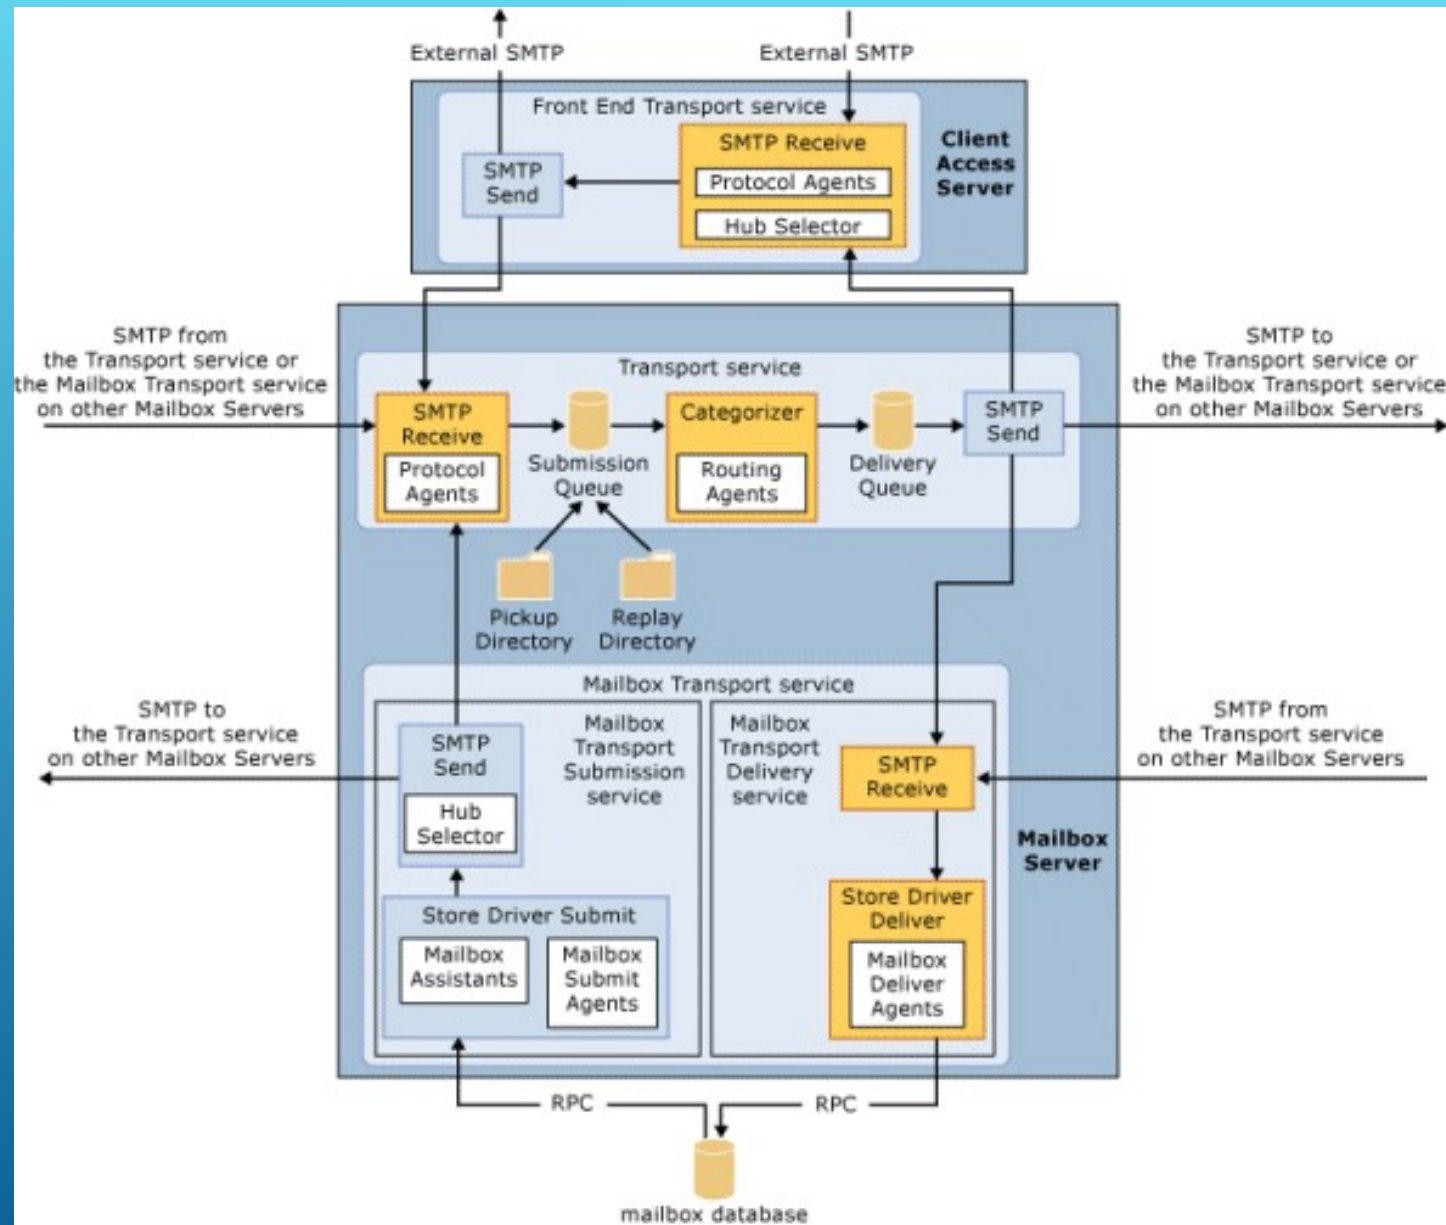 External SMTP
External SMTP
Front End Transport service
SMTP Receive
Protocol Agents
Hub Selector
SMTP
Send
Client
Access
Server
SMTP from
the Transport service or
the Mailbox Transport service
on other Mailbox Servers
SMTP to
the Transport service or
the Mailbox Transport service
on other Mailbox Servers
Transport service
SMTP
Receive
Protocol
Agents
Submission
Queue
Categorizer
Routing
Agents
Delivery
Queue
SMTP
Send
Pickup
Directory
Replay
Directory
Mailbox Transport service
SMTP to
the Transport service
on other Mailbox Servers
SMTP
Send
Hub
Selector
Mailbox
Transport
Submission
service
Mailbox
Transport
Delivery
service
SMTP
Receive
SMTP from
the Transport service
on other Mailbox Servers
Mailbox
Server
Store Driver Submit
Mailbox
Assistants
Mailbox
Submit
Agents
Store Driver
Deliver
Mailbox
Deliver
Agents
RPC
RPC
mailbox database